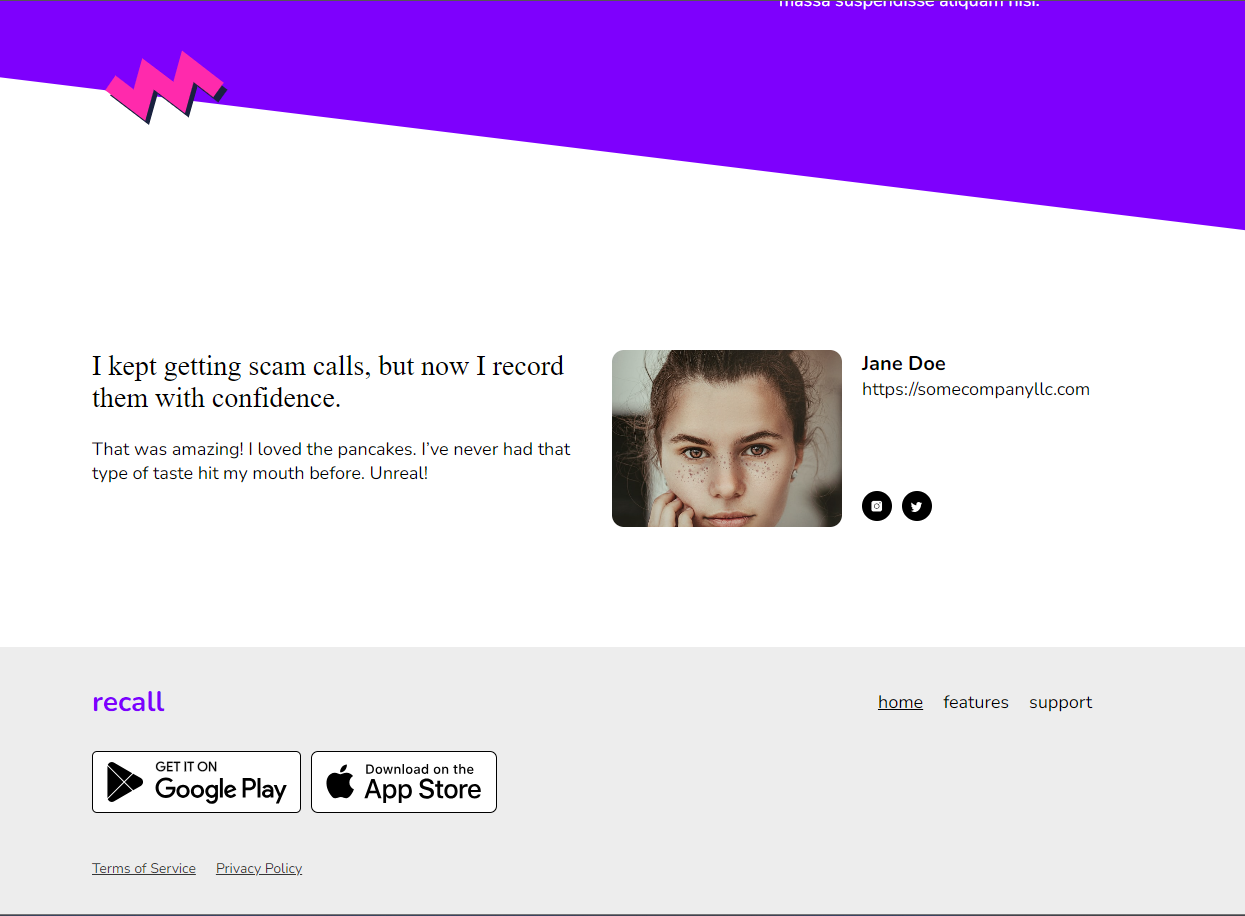 massa suspendisse aliquam nisi.
I kept getting scam calls, but now I record
them with confidence.
That was amazing! I loved the pancakes. I’ve never had that
type of taste hit my mouth before. Unreal!
Jane Doe
https://somecompanyllc.com
recall
home features support
GET IT ON
Google Play
Download on the
App Store
Terms of Service Privacy Policy